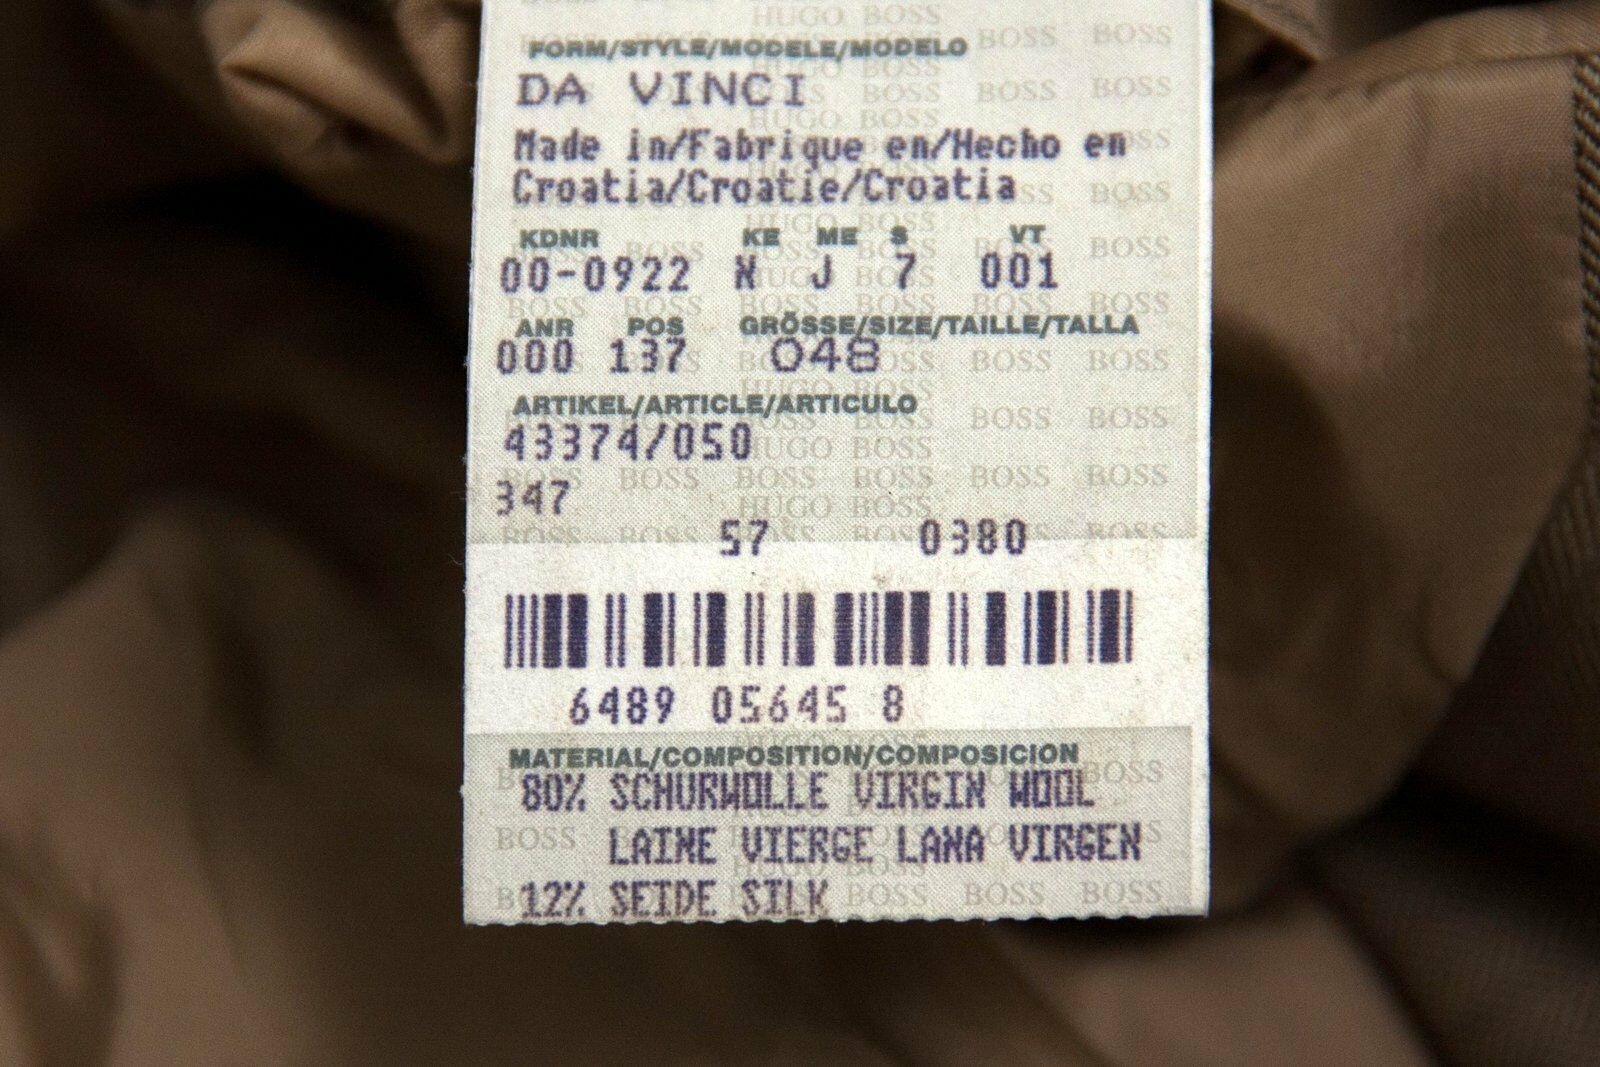 FORM/STYLE/MODELE/MODELO
DA VINCI
Made in/Fabrique en/Hecho en
Croatia/Croatie/Croatia
KDNR KE ME S VT
00-0922 N J 7 001
ANR POS GRÖSSE/SIZE/TAILLE/TALLA
000 137 048
ARTIKEL/ARTICLE/ARTICULO
43374/050
347
57 0380
6489 05645 8
MATERIAL/COMPOSITION/COMPOSICION
80% SCHURWOLLE VIRGIN WOOL
LAINE VIERGE LANA VIRGEN
12% SEIDE SILK
HUGO BOSS
BOSS